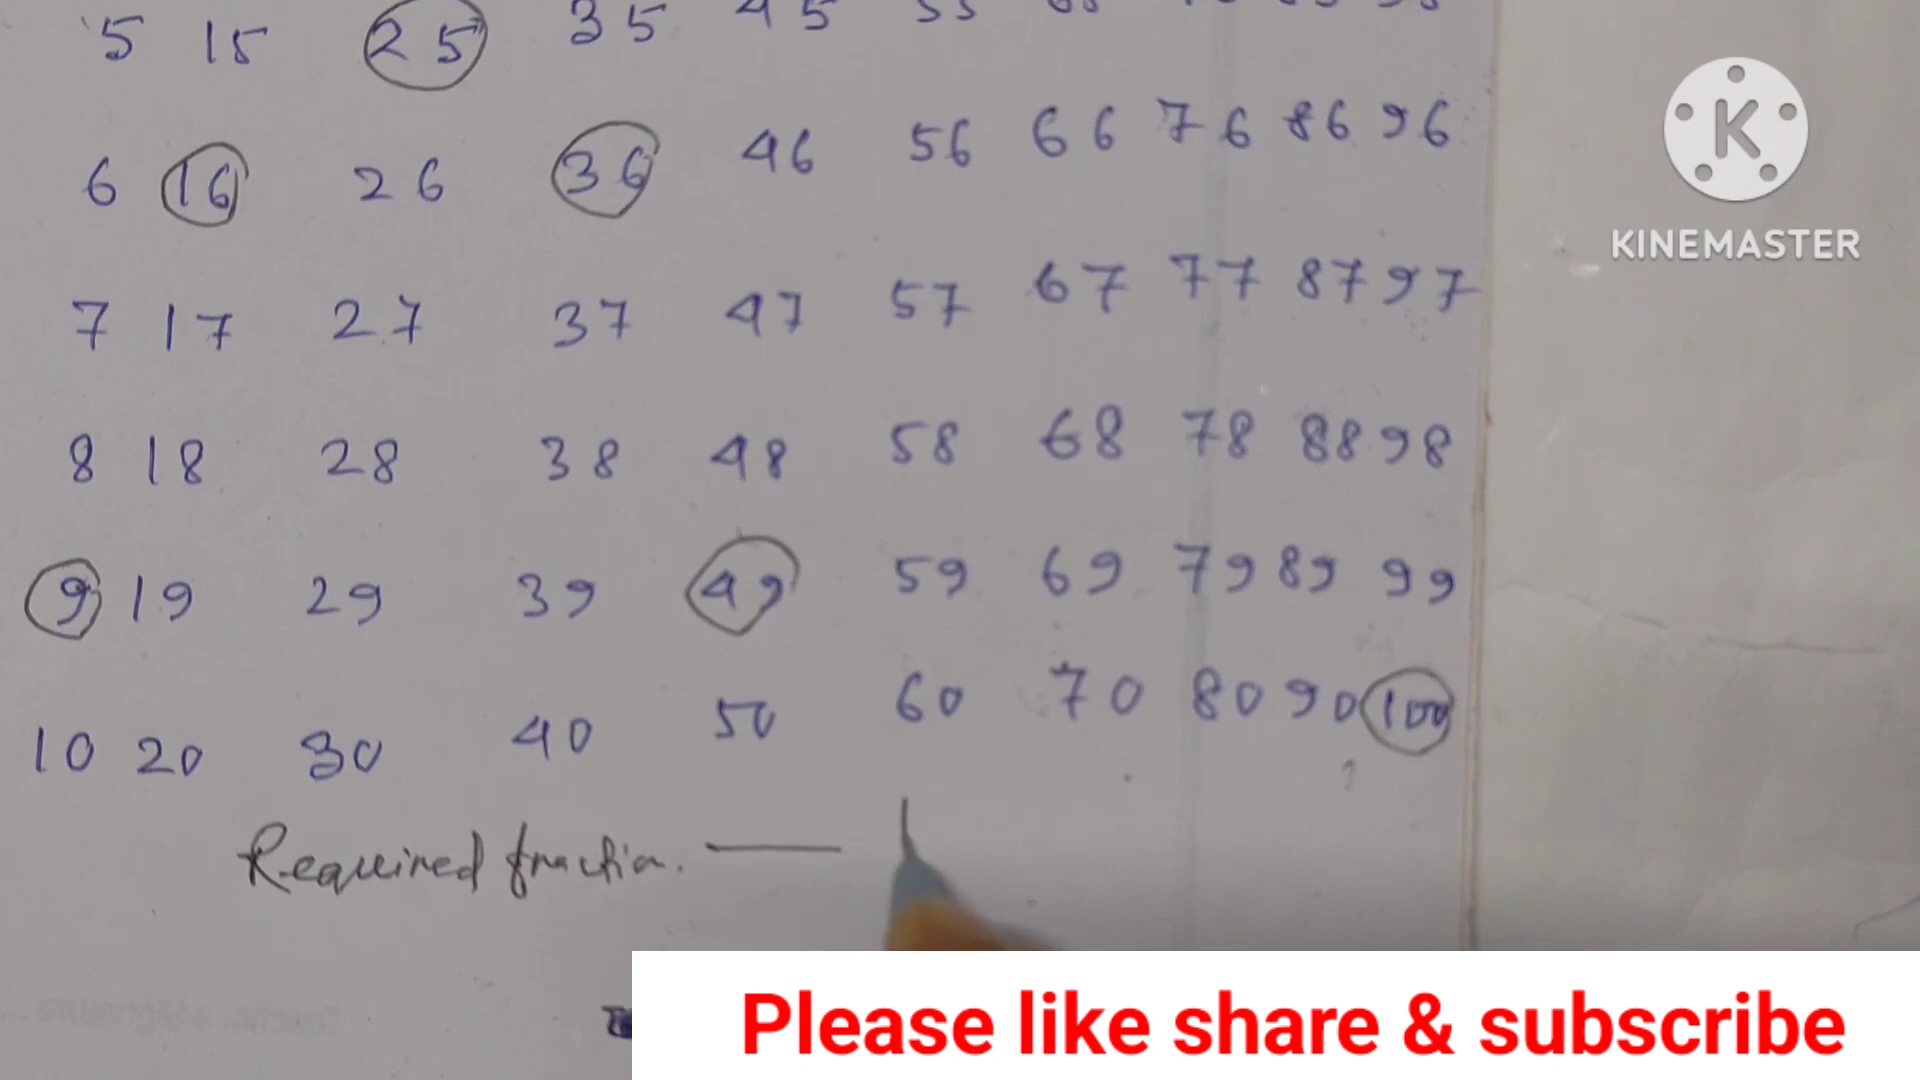 5 15 25 35 45 55
6 16 26 36 46 56 66 76 86 96
7 17 27 37 47 57 67 77 87 97
8 18 28 38 48 58 68 78 88 98
9 19 29 39 49 59 69 79 89 99
10 20 30 40 50 60 70 80 90 100
Required fraction.
KINEMASTER
Please like share & subscribe